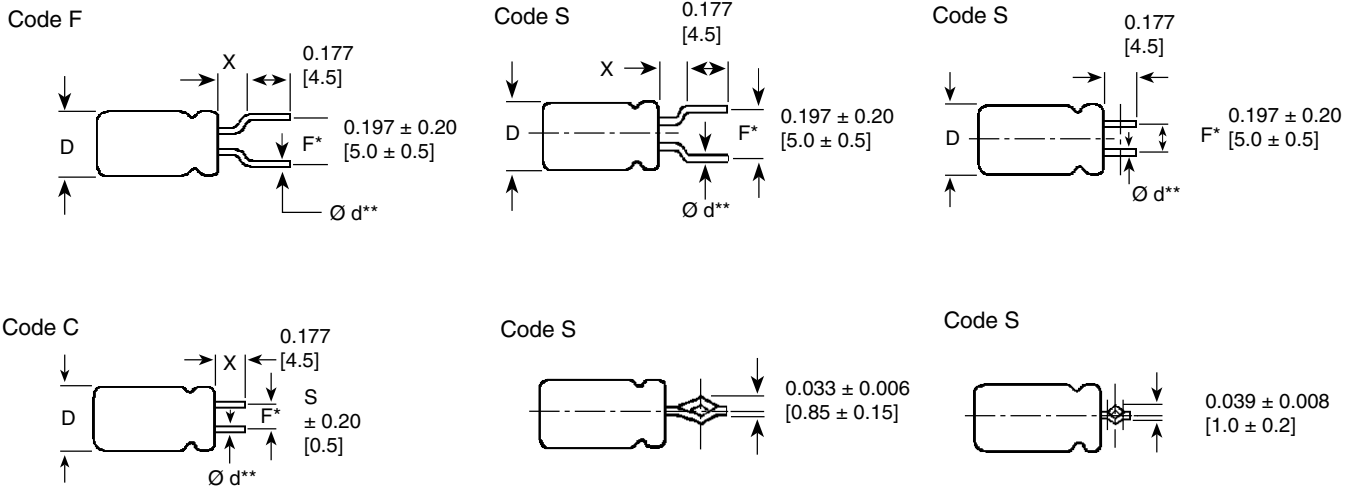 Code F
X
0.177
[4.5]
D
F*
0.197 ± 0.20
[5.0 ± 0.5]
Ø d**
Code S
0.177
[4.5]
X
D
F*
0.197 ± 0.20
[5.0 ± 0.5]
Ø d**
Code S
0.177
[4.5]
D
F*
0.197 ± 0.20
[5.0 ± 0.5]
Ø d**
Code C
X
0.177
[4.5]
D
F*
S
± 0.20
[0.5]
Ø d**
Code S
0.033 ± 0.006
[0.85 ± 0.15]
Code S
0.039 ± 0.008
[1.0 ± 0.2]